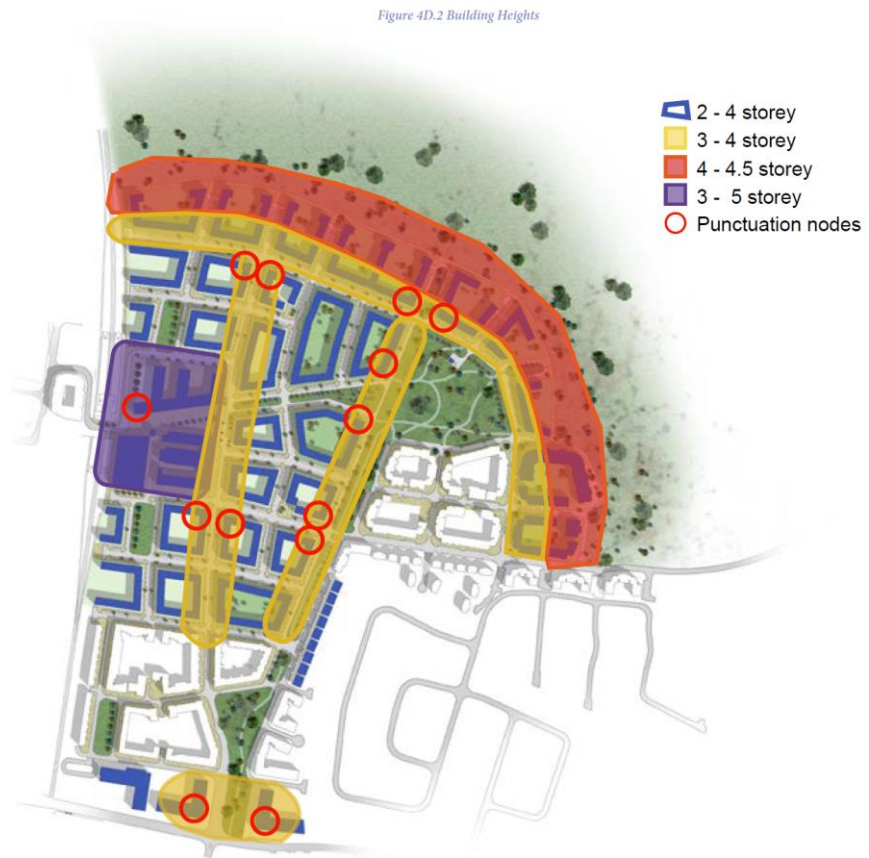 Figure 4D.2 Building Heights
2 - 4 storey
3 - 4 storey
4 - 4.5 storey
3 - 5 storey
Punctuation nodes